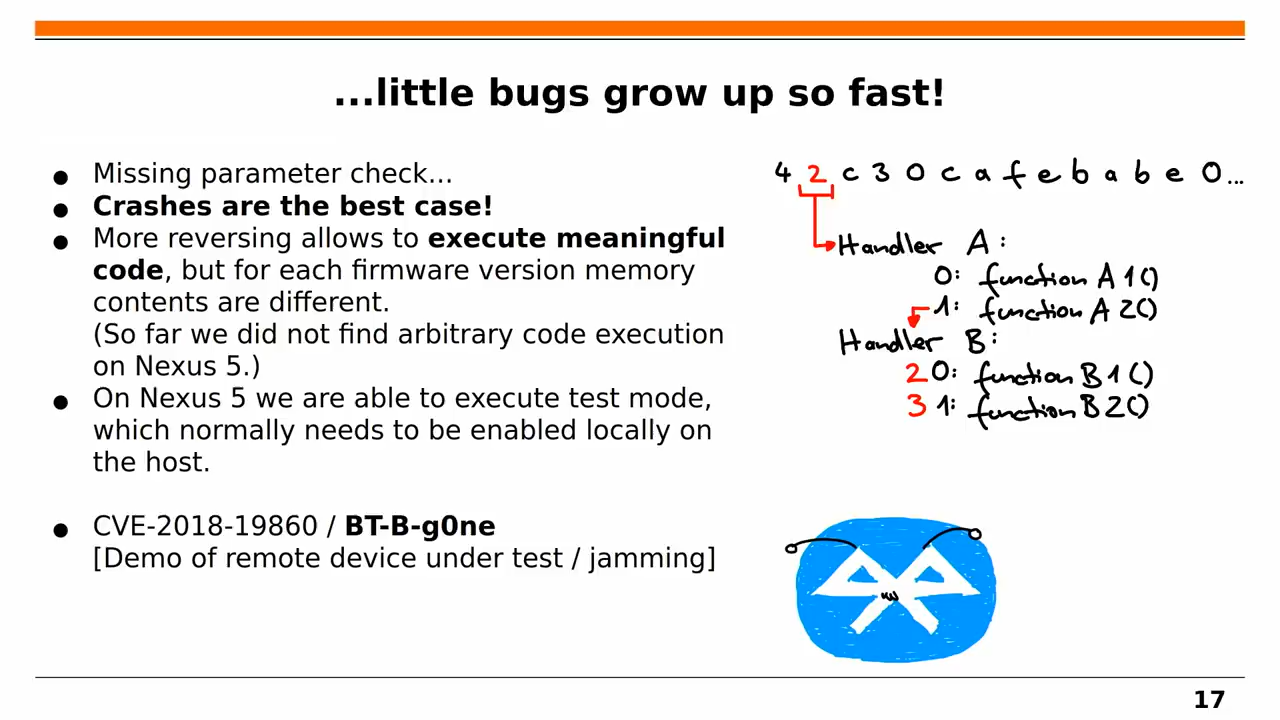 ...little bugs grow up so fast!
● Missing parameter check...
● Crashes are the best case!
● More reversing allows to execute meaningful
code, but for each firmware version memory
contents are different.
(So far we did not find arbitrary code execution
on Nexus 5.)
● On Nexus 5 we are able to execute test mode,
which normally needs to be enabled locally on
the host.
● CVE-2018-19860 / BT-B-g0ne
[Demo of remote device under test / jamming]
4 2 c 3 0 c a f e b a b e 0...
Handler A:
0: function A1()
1: function A2()
Handler B:
2 0: function B1()
3 1: function B2()
17